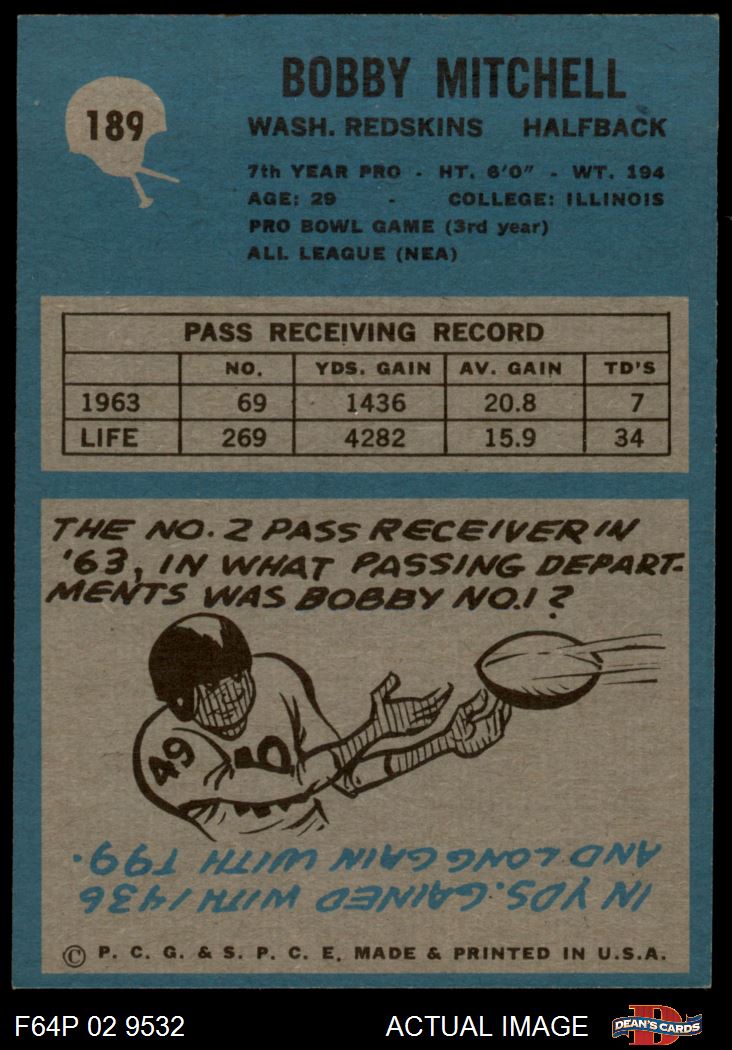 189
BOBBY MITCHELL
WASH. REDSKINS HALFBACK
7th YEAR PRO - HT. 6'0" - WT. 194
AGE: 29 - COLLEGE: ILLINOIS
PRO BOWL GAME (3rd year)
ALL LEAGUE (NEA)
PASS RECEIVING RECORD
NO. YDS. GAIN AV. GAIN TD'S
1963 69 1436 20.8 7
LIFE 269 4282 15.9 34
THE NO. 2 PASS RECEIVER IN
'63, IN WHAT PASSING DEPART-
MENTS WAS BOBBY NO.1?
49
IN YDS. GAINED WITH 1436
AND LONG GAIN WITH T99.
© P. C. G. & S. P. C. E. MADE & PRINTED IN U.S.A.
F64P 02 9532 ACTUAL IMAGE
D
DEAN'S CARDS